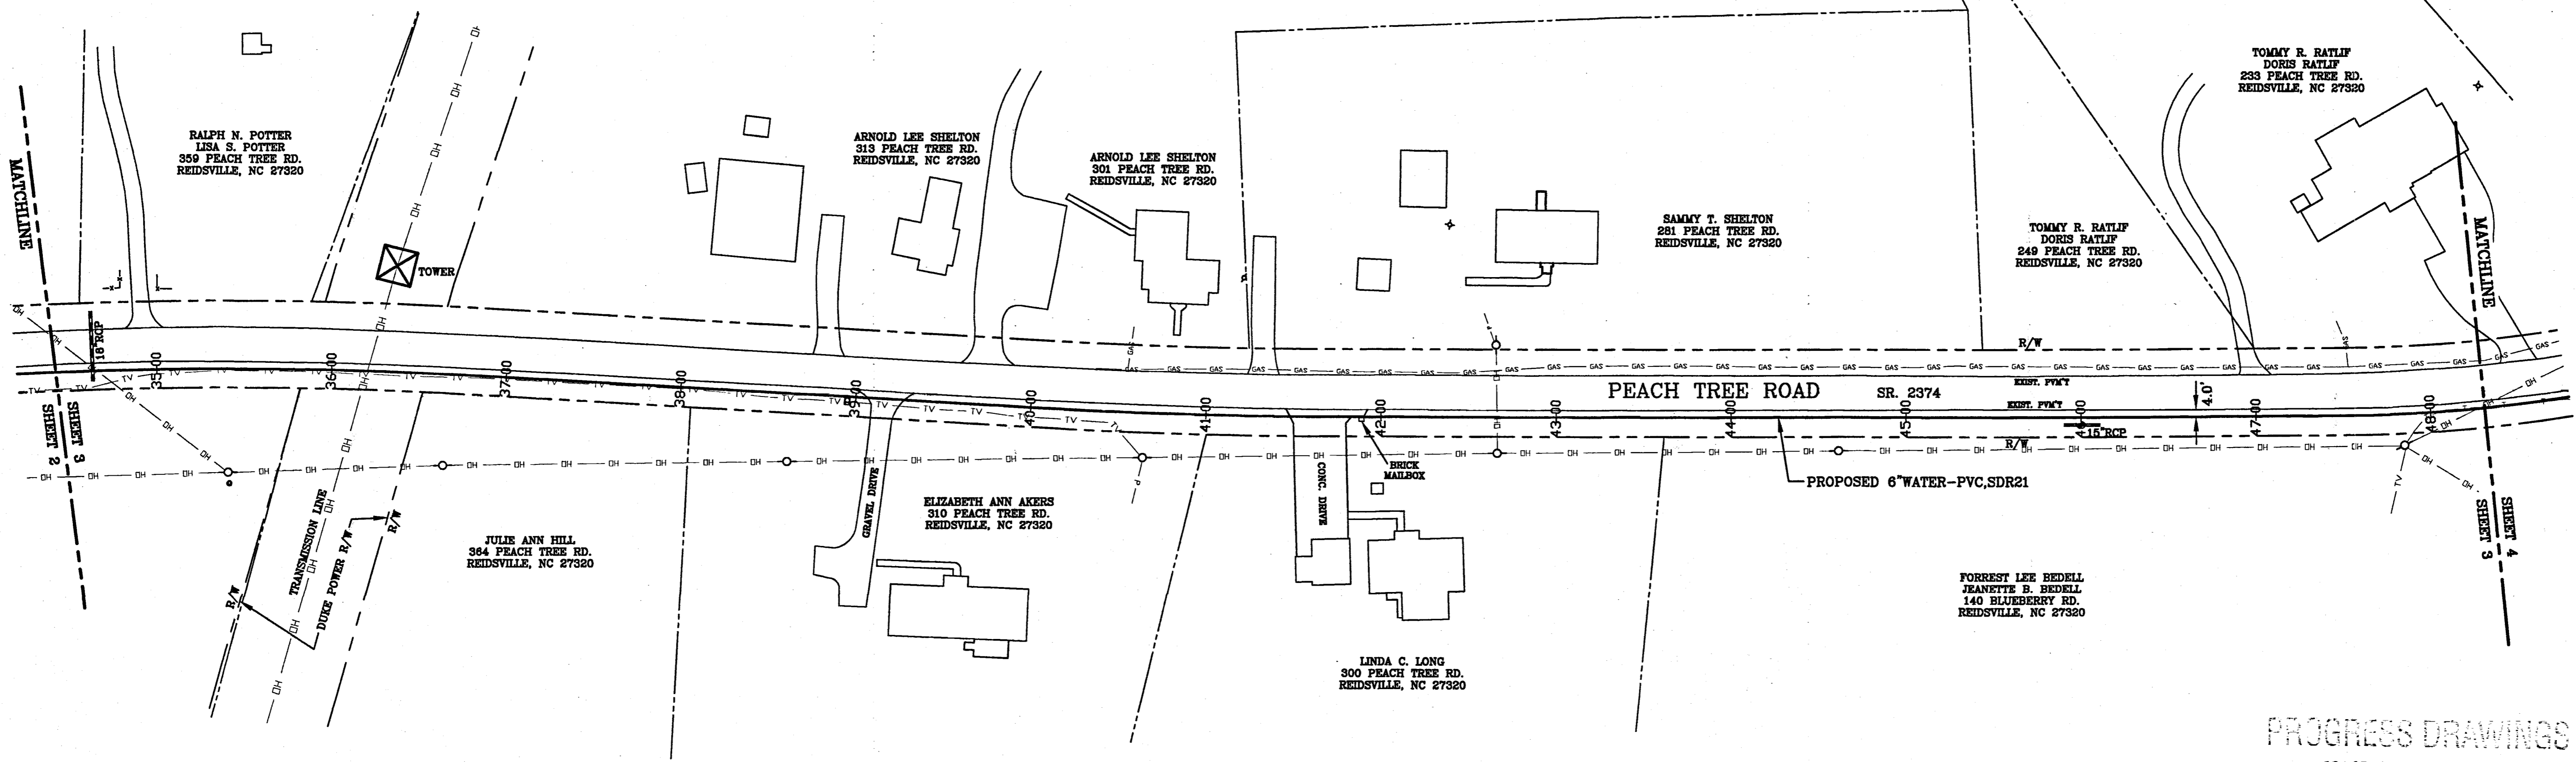 MATCHLINE
SHEET 3
SHEET 2
RALPH N. POTTER
LISA S. POTTER
359 PEACH TREE RD.
REIDSVILLE, NC 27320
18"RCP
TOWER
TRANSMISSION LINE
DUKE POWER R/W
R/W
R/W
JULIE ANN HILL
364 PEACH TREE RD.
REIDSVILLE, NC 27320
ARNOLD LEE SHELTON
313 PEACH TREE RD.
REIDSVILLE, NC 27320
ARNOLD LEE SHELTON
301 PEACH TREE RD.
REIDSVILLE, NC 27320
GRAVEL DRIVE
ELIZABETH ANN AKERS
310 PEACH TREE RD.
REIDSVILLE, NC 27320
SAMMY T. SHELTON
281 PEACH TREE RD.
REIDSVILLE, NC 27320
CONC. DRIVE
BRICK
MAILBOX
LINDA C. LONG
300 PEACH TREE RD.
REIDSVILLE, NC 27320
TOMMY R. RATLIF
DORIS RATLIF
249 PEACH TREE RD.
REIDSVILLE, NC 27320
TOMMY R. RATLIF
DORIS RATLIF
233 PEACH TREE RD.
REIDSVILLE, NC 27320
R/W
PEACH TREE ROAD SR. 2374
EXIST. PVM'T
EXIST. PVM'T
4.0'
35+00 36+00 37+00 38+00 39+00 40+00 41+00 42+00 43+00 44+00 45+00 46+00 47+00 48+00
15"RCP
R/W
PROPOSED 6"WATER-PVC,SDR21
FORREST LEE BEDELL
JEANETTE B. BEDELL
140 BLUEBERRY RD.
REIDSVILLE, NC 27320
MATCHLINE
SHEET 4
SHEET 3
OH
TV
GAS
P
T
PROGRESS DRAWINGS